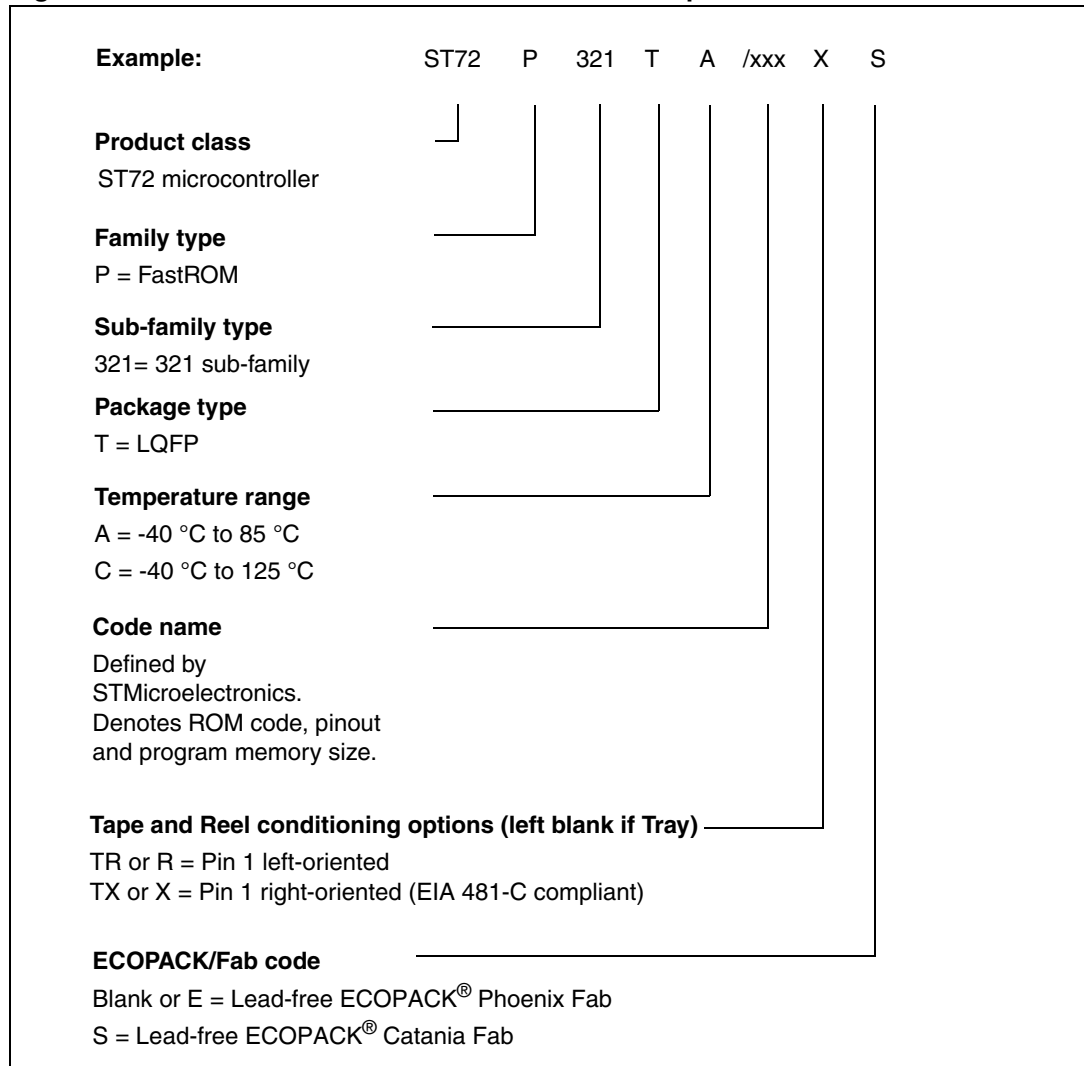 Example: ST72 P 321 T A /xxx X S
Product class
ST72 microcontroller
Family type
P = FastROM
Sub-family type
321= 321 sub-family
Package type
T = LQFP
Temperature range
A = -40 °C to 85 °C
C = -40 °C to 125 °C
Code name
Defined by
STMicroelectronics.
Denotes ROM code, pinout
and program memory size.
Tape and Reel conditioning options (left blank if Tray)
TR or R = Pin 1 left-oriented
TX or X = Pin 1 right-oriented (EIA 481-C compliant)
ECOPACK/Fab code
Blank or E = Lead-free ECOPACK® Phoenix Fab
S = Lead-free ECOPACK® Catania Fab